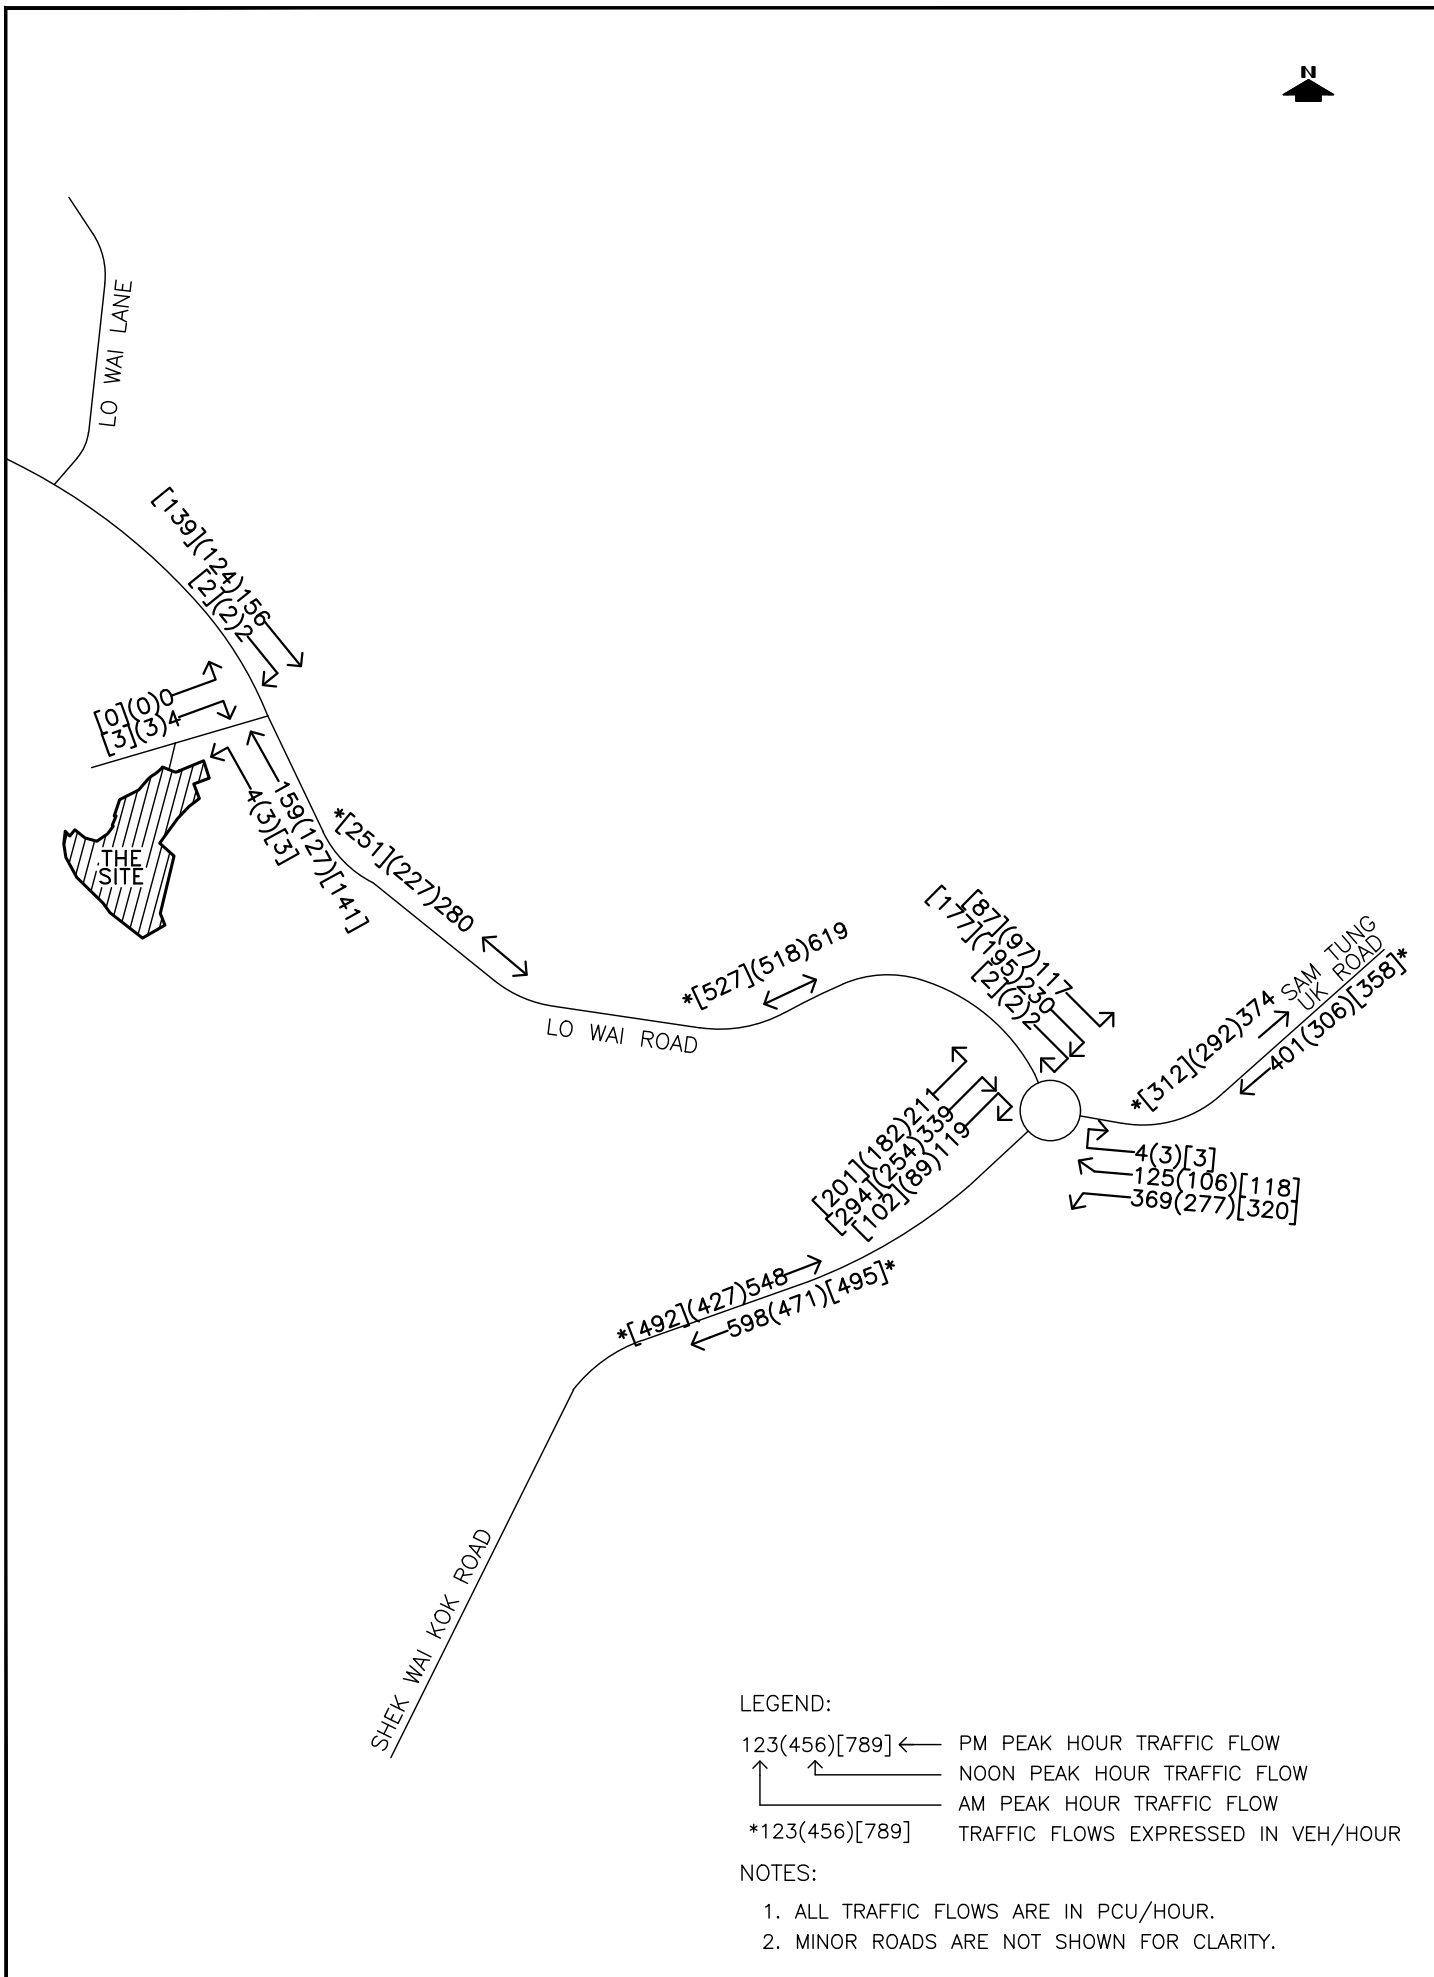 N
LO WAI LANE
[139](124)156
[2](2)2
[0](0)0
[3](3)4
159(127)[141]
4(3)[3]
THE
SITE
*[251](227)280
*[527](518)619
LO WAI ROAD
[87](97)117
[177](195)230
[2](2)2
SAM TUNG
UK ROAD
*[312](292)374
401(306)[358]*
[201](182)211
[294](254)339
[102](89)119
4(3)[3]
125(106)[118]
369(277)[320]
*[492](427)548
598(471)[495]*
SHEK WAI KOK ROAD
LEGEND:
123(456)[789] PM PEAK HOUR TRAFFIC FLOW
NOON PEAK HOUR TRAFFIC FLOW
AM PEAK HOUR TRAFFIC FLOW
*123(456)[789] TRAFFIC FLOWS EXPRESSED IN VEH/HOUR
NOTES:
1. ALL TRAFFIC FLOWS ARE IN PCU/HOUR.
2. MINOR ROADS ARE NOT SHOWN FOR CLARITY.